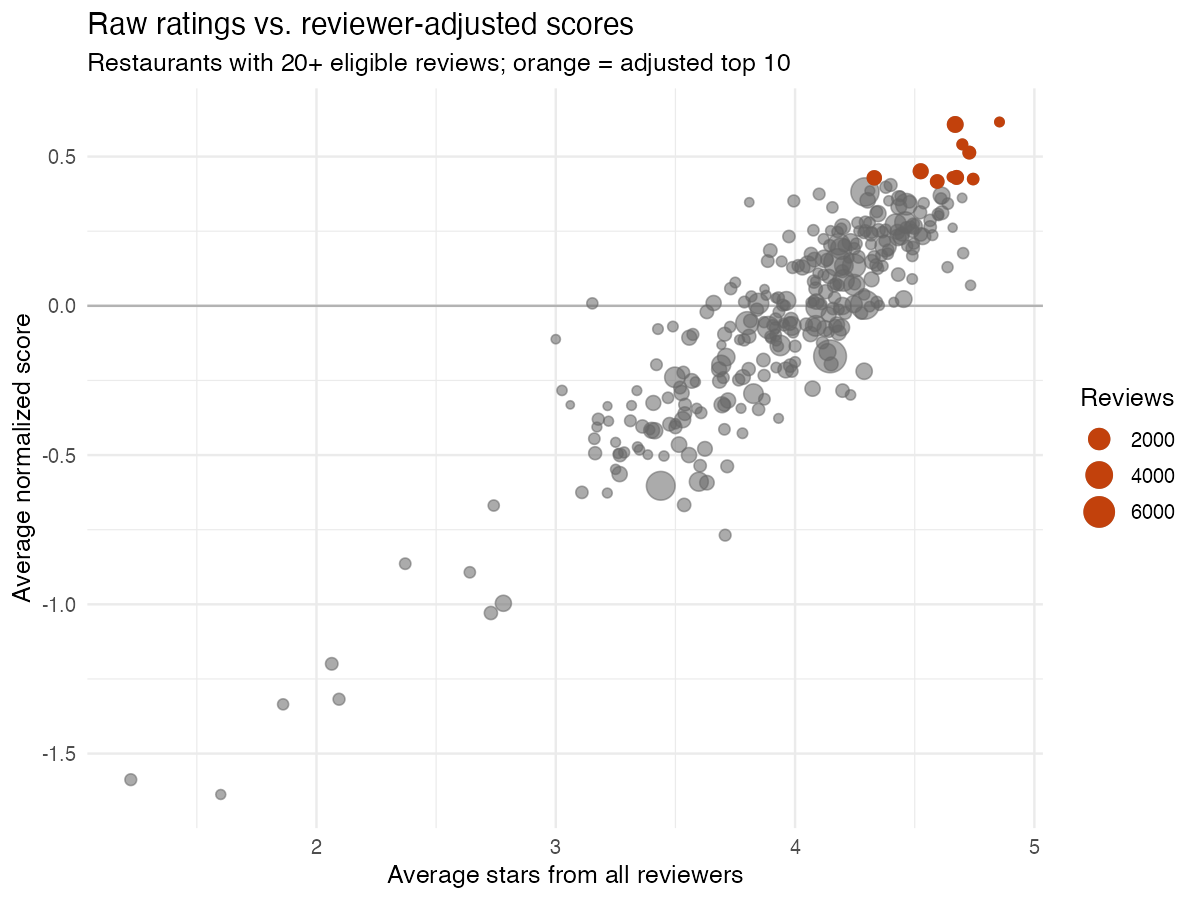 Raw ratings vs. reviewer-adjusted scores
Restaurants with 20+ eligible reviews; orange = adjusted top 10
Average normalized score
0.5
0.0
-0.5
-1.0
-1.5
2
3
4
5
Average stars from all reviewers
Reviews
2000
4000
6000